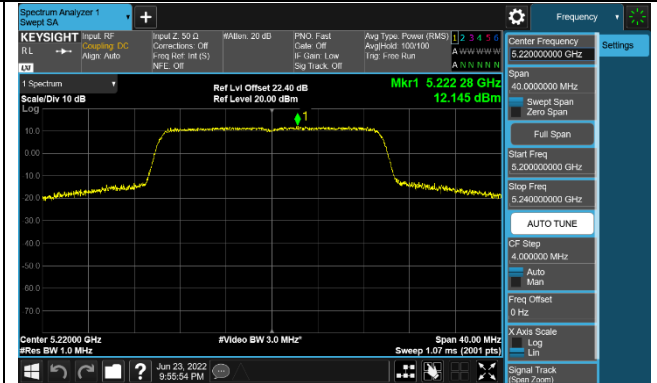 Spectrum Analyzer 1
Swept SA
Frequency
KEYSIGHT
RL
Input: RF
Coupling: DC
Align: Auto
Input Z: 50 Ω
Corrections: Off
Freq Ref: Int (S)
NFE: Off
#Atten: 20 dB
PNO: Fast
Gate: Off
IF Gain: Low
Sig Track: Off
Avg Type: Power (RMS)
Avg|Hold: 100/100
Trig: Free Run
1 2 3 4 5 6
A W W W W W
A N N N N N
LXI
1 Spectrum
Scale/Div 10 dB
Log
Ref Lvl Offset 22.40 dB
Ref Level 20.00 dBm
Mkr1 5.222 28 GHz
12.145 dBm
1
10.0
0.00
-10.0
-20.0
-30.0
-40.0
-50.0
-60.0
-70.0
Center 5.22000 GHz
#Res BW 1.0 MHz
#Video BW 3.0 MHz*
Span 40.00 MHz
Sweep 1.07 ms (2001 pts)
Jun 23, 2022
9:55:54 PM
Settings
Center Frequency
5.220000000 GHz
Span
40.0000000 MHz
Swept Span
Zero Span
Full Span
Start Freq
5.200000000 GHz
Stop Freq
5.240000000 GHz
AUTO TUNE
CF Step
4.000000 MHz
Auto
Man
Freq Offset
0 Hz
X Axis Scale
Log
Lin
Signal Track
(Span Zoom)